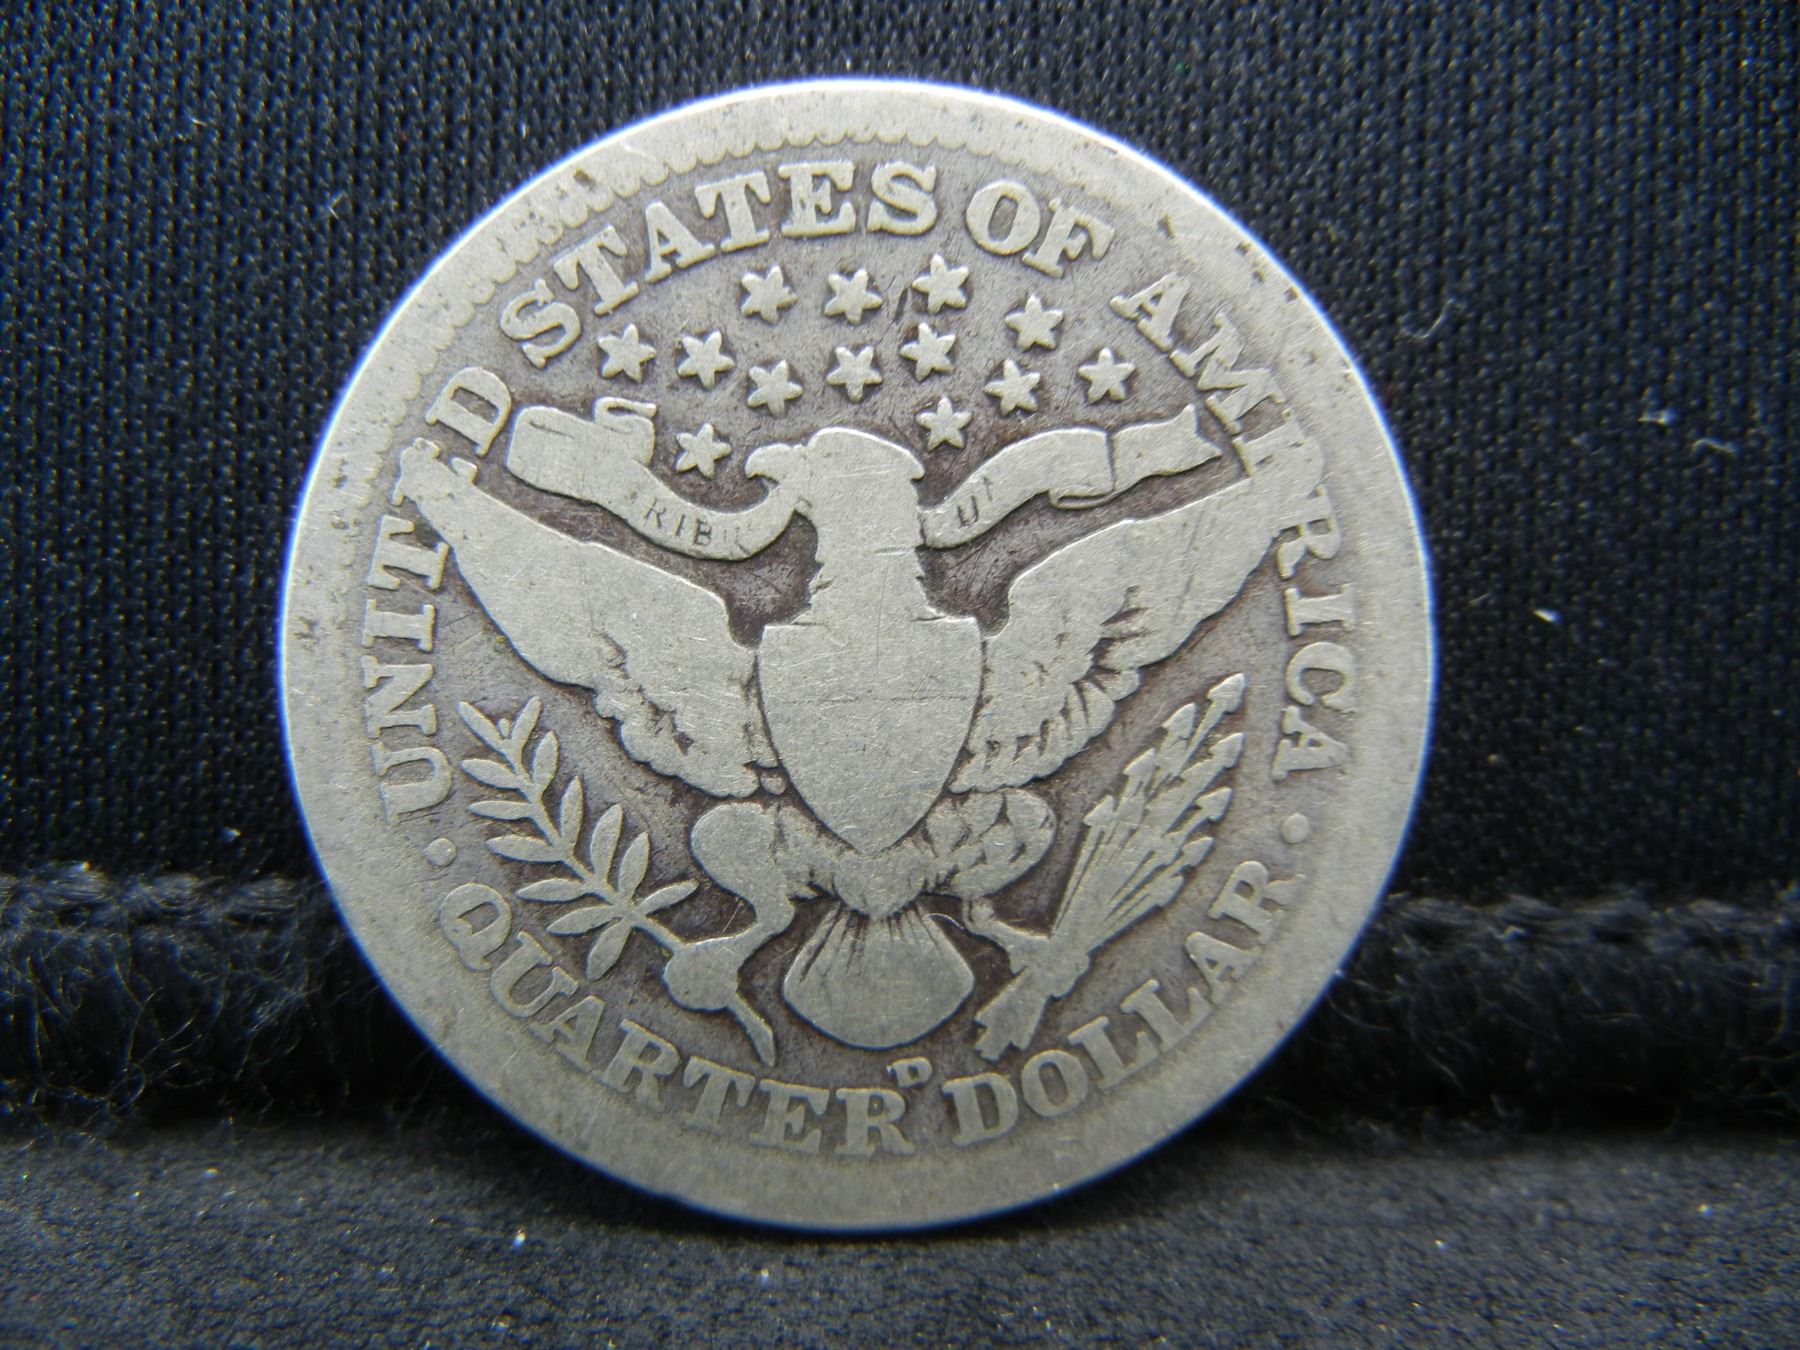 UNITED STATES OF AMERICA
RIB U
D
QUARTER DOLLAR